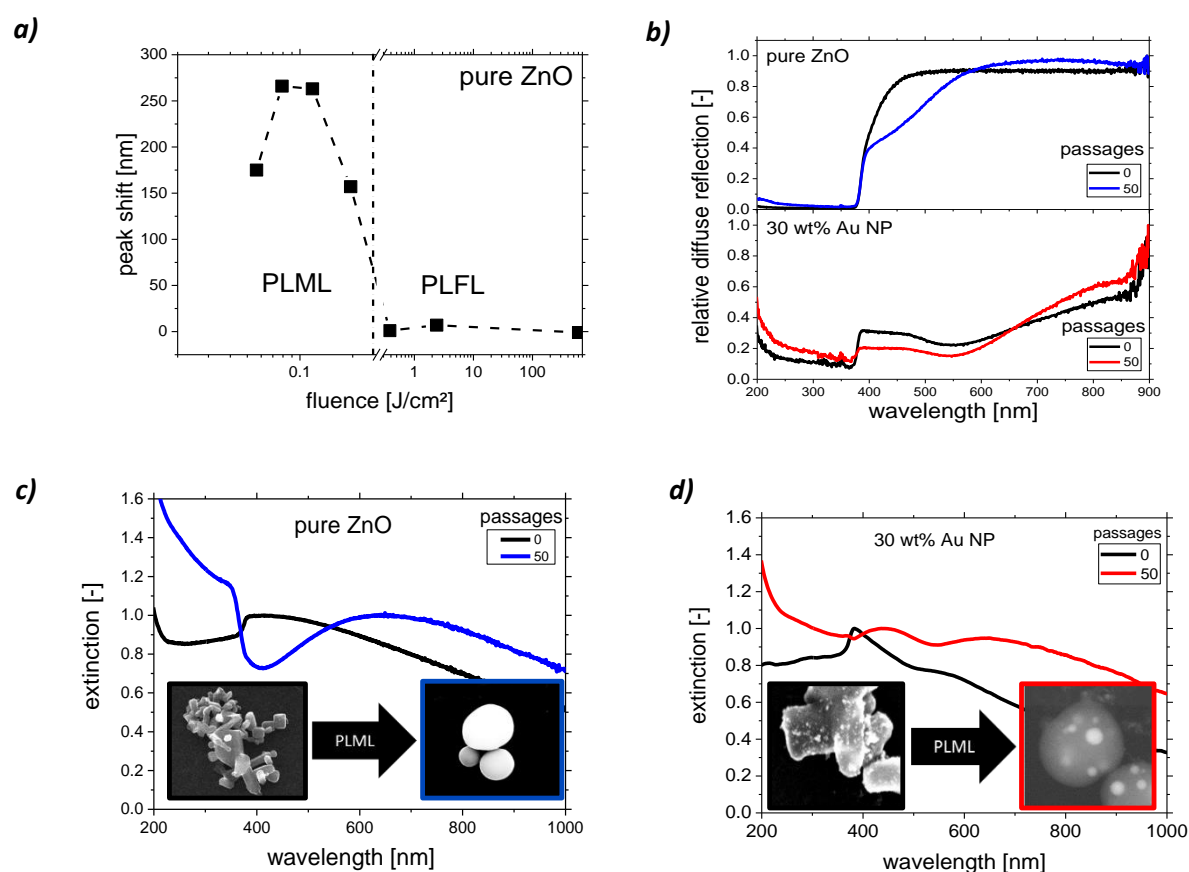 a)
300
250
200
150
100
50
0
peak shift [nm]
pure ZnO
PLML
PLFL
0.1
1
10
100
fluence [J/cm²]
b)
relative diffuse reflection [-]
1.0
0.8
0.6
0.4
0.2
0.0
pure ZnO
passages
0
50
1.0
0.8
0.6
0.4
0.2
0.0
30 wt% Au NP
passages
0
50
200
300
400
500
600
700
800
900
wavelength [nm]
c)
1.6
1.4
1.2
1.0
0.8
0.6
0.4
0.2
0.0
extinction [-]
pure ZnO
passages
0
50
PLML
200
400
600
800
1000
wavelength [nm]
d)
1.6
1.4
1.2
1.0
0.8
0.6
0.4
0.2
0.0
extinction [-]
30 wt% Au NP
passages
0
50
PLML
200
400
600
800
1000
wavelength [nm]